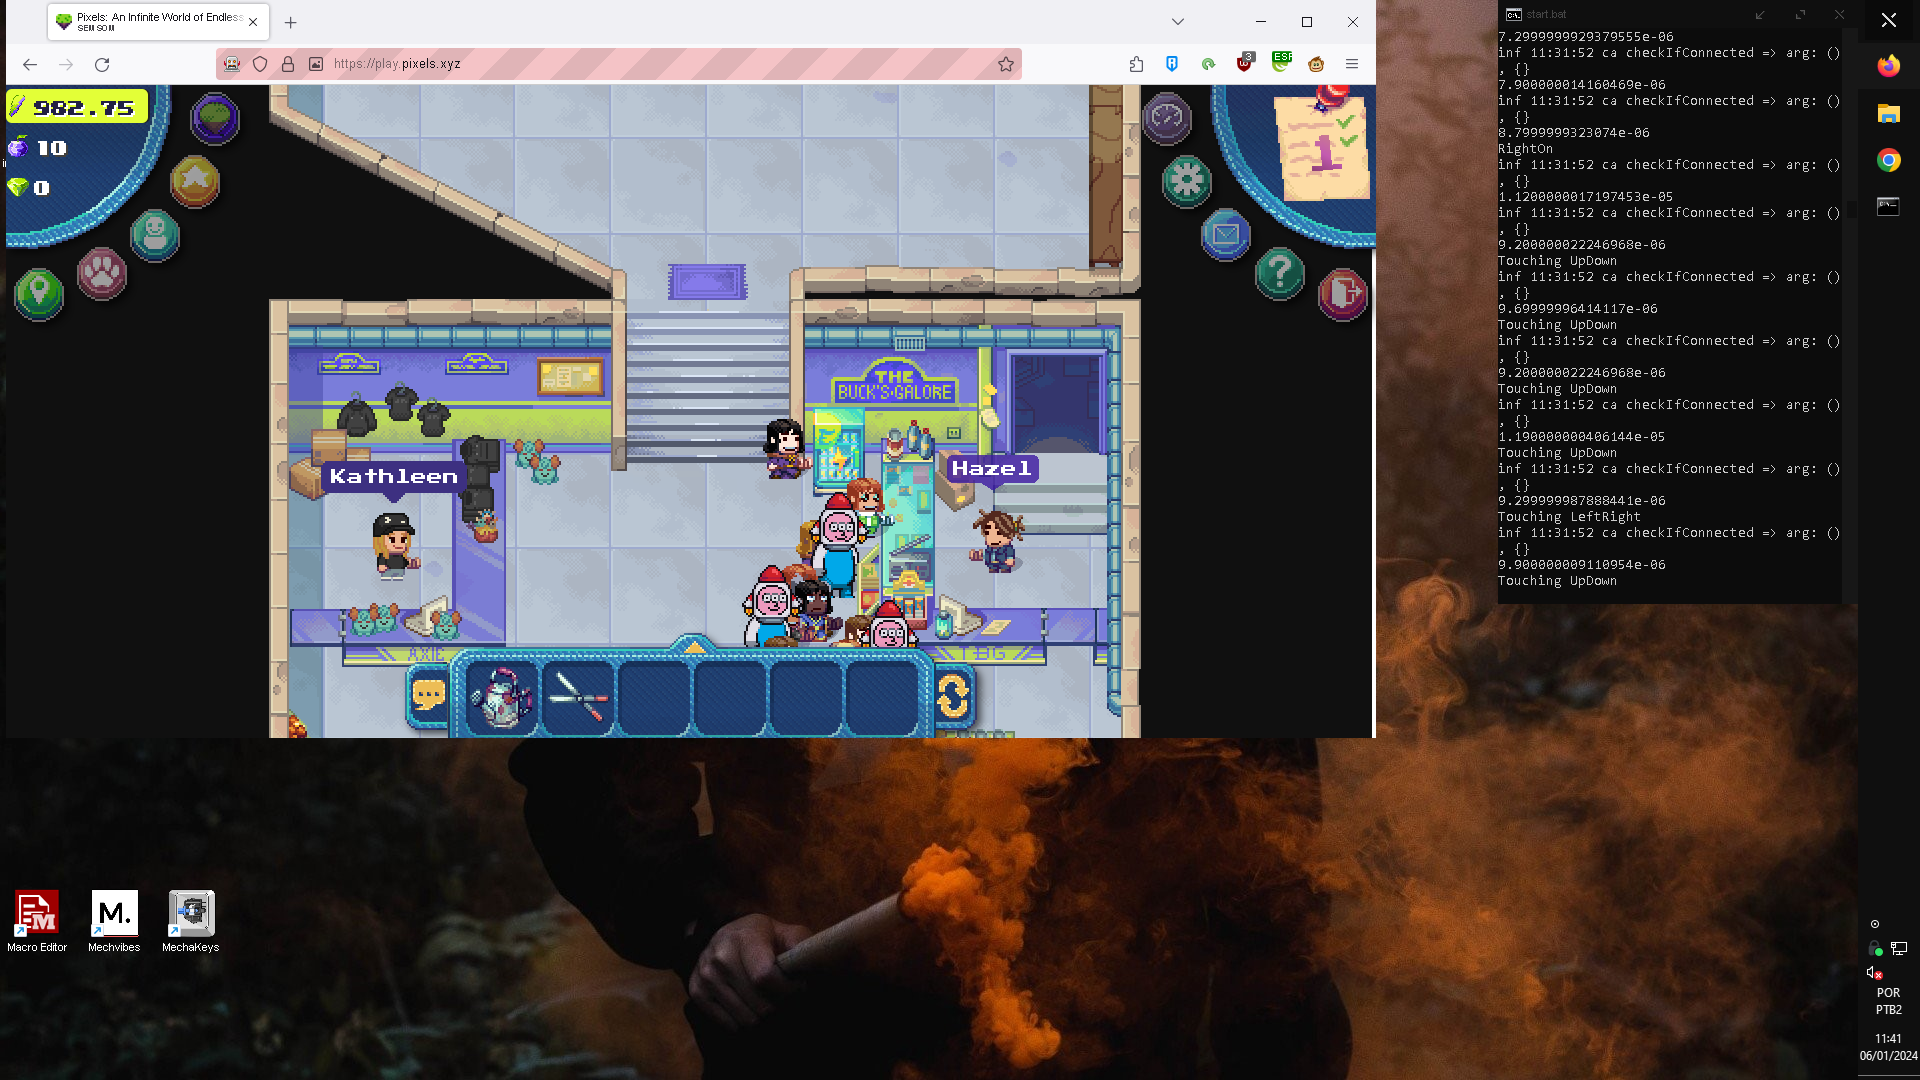 Pixels: An Infinite World of Endless
SEM SOM
https://play.pixels.xyz
3
ESF
982.75
10
0
1
THE
BUCK'S·GALORE
Kathleen
Hazel
AXIE
TBG
?
start.bat
7.2999999929379555e-06
inf 11:31:52 ca checkIfConnected => arg: ()
, {}
7.900000014160469e-06
inf 11:31:52 ca checkIfConnected => arg: ()
, {}
8.7999999323074e-06
RightOn
inf 11:31:52 ca checkIfConnected => arg: ()
, {}
1.1200000017197453e-05
inf 11:31:52 ca checkIfConnected => arg: ()
, {}
9.200000022246968e-06
Touching UpDown
inf 11:31:52 ca checkIfConnected => arg: ()
, {}
9.69999996414117e-06
Touching UpDown
inf 11:31:52 ca checkIfConnected => arg: ()
, {}
9.200000022246968e-06
Touching UpDown
inf 11:31:52 ca checkIfConnected => arg: ()
, {}
1.190000000406144e-05
Touching UpDown
inf 11:31:52 ca checkIfConnected => arg: ()
, {}
9.299999987888441e-06
Touching LeftRight
inf 11:31:52 ca checkIfConnected => arg: ()
, {}
9.900000009110954e-06
Touching UpDown
M
M.
Macro Editor
Mechvibes
MechaKeys
POR
PTB2
11:41
06/01/2024